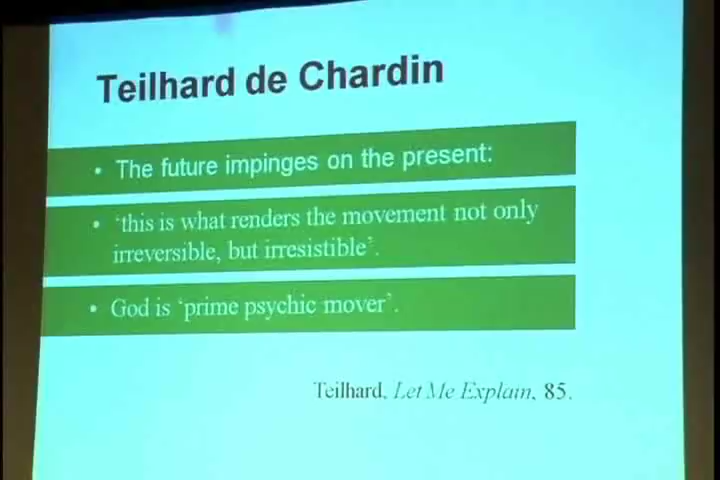 Teilhard de Chardin
• The future impinges on the present:
• 'this is what renders the movement not only
irreversible, but irresistible'.
• God is 'prime psychic mover'.
Teilhard, Let Me Explain, 85.